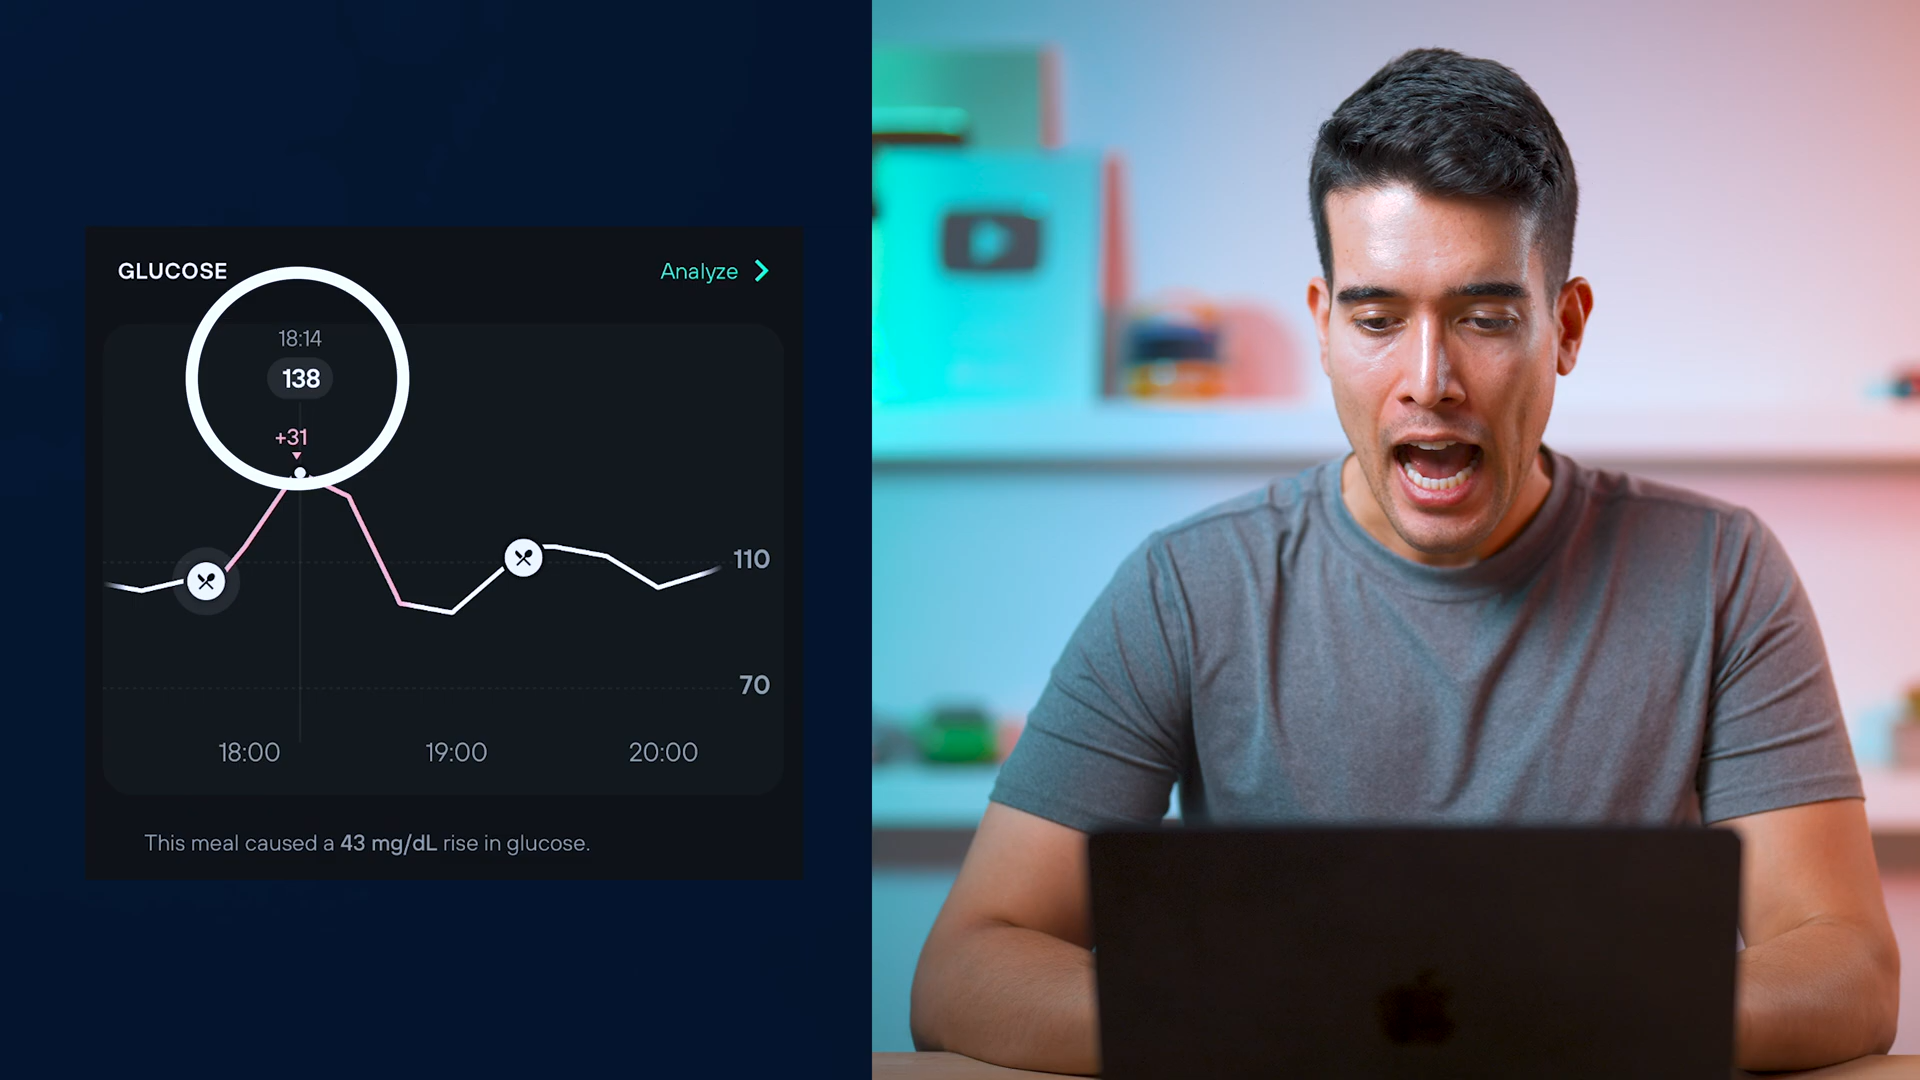 GLUCOSE
Analyze
18:14
138
+31
110
70
18:00 19:00 20:00
This meal caused a 43 mg/dL rise in glucose.